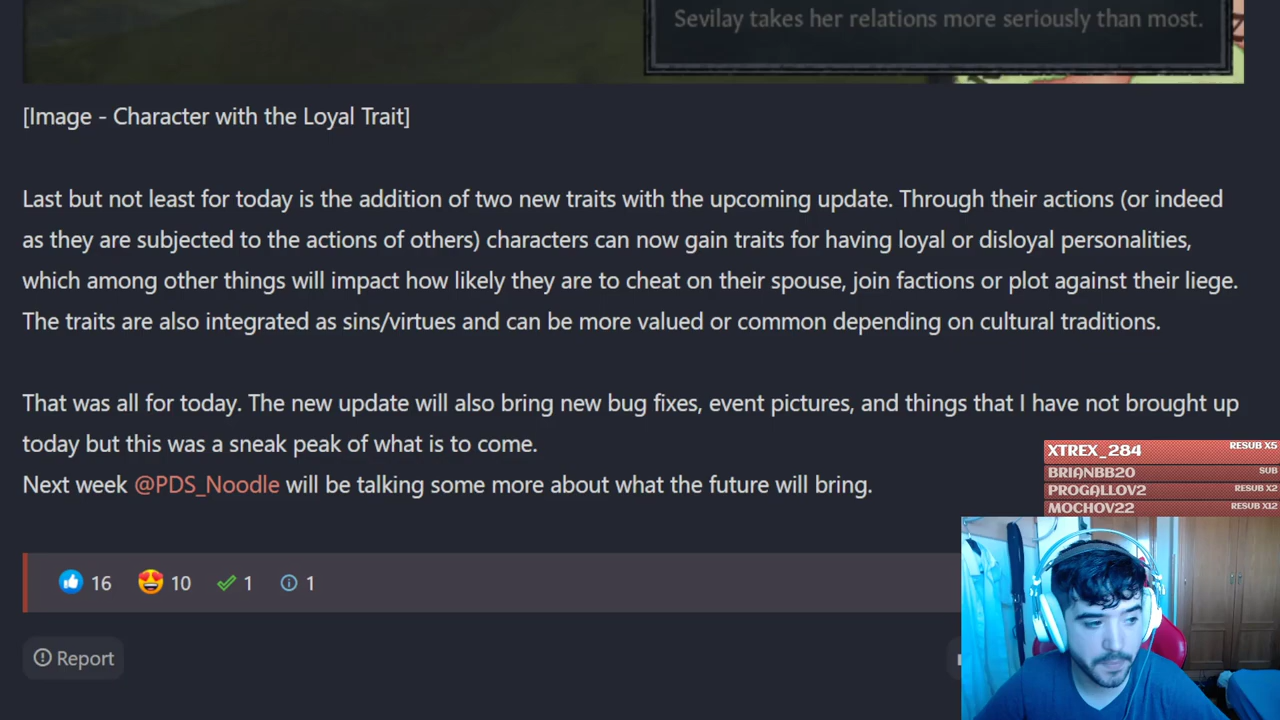 Sevilay takes her relations more seriously than most.
[Image - Character with the Loyal Trait]
Last but not least for today is the addition of two new traits with the upcoming update. Through their actions (or indeed
as they are subjected to the actions of others) characters can now gain traits for having loyal or disloyal personalities,
which among other things will impact how likely they are to cheat on their spouse, join factions or plot against their liege.
The traits are also integrated as sins/virtues and can be more valued or common depending on cultural traditions.
That was all for today. The new update will also bring new bug fixes, event pictures, and things that I have not brought up
today but this was a sneak peak of what is to come.
Next week @PDS_Noodle will be talking some more about what the future will bring.
XTREX_284 RESUB X5
BRIANBB20 SUB
PROGALLOV2 RESUB X2
MOCHOV22 RESUB X12
16 10 1 1
Report